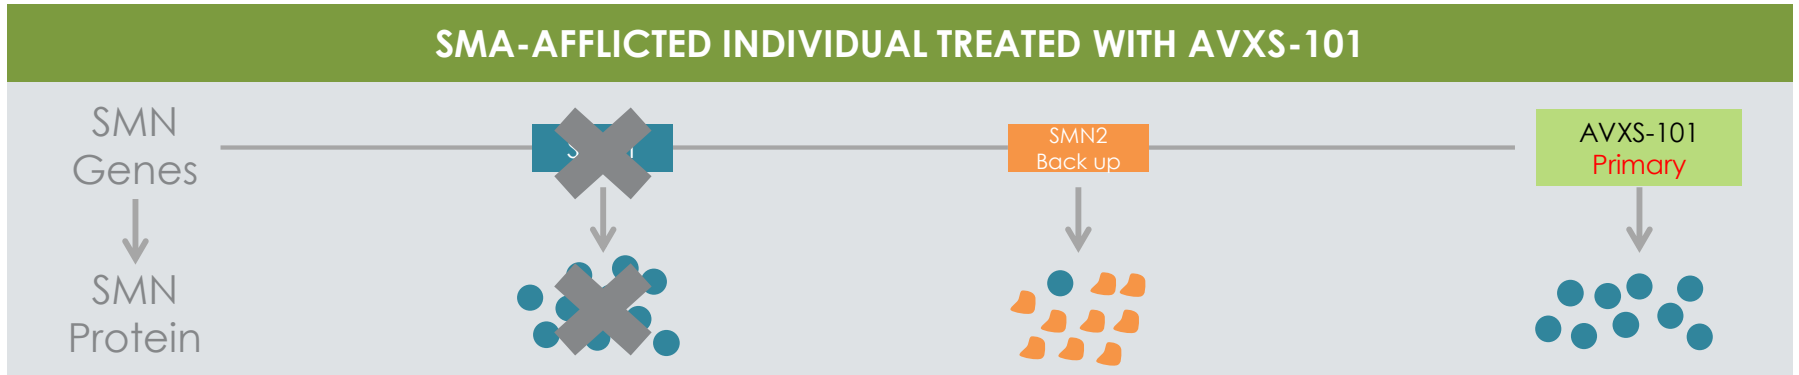 SMA-AFFLICTED INDIVIDUAL TREATED WITH AVXS-101
SMN
Genes
SMN2
Back up
AVXS-101
Primary
SMN
Protein